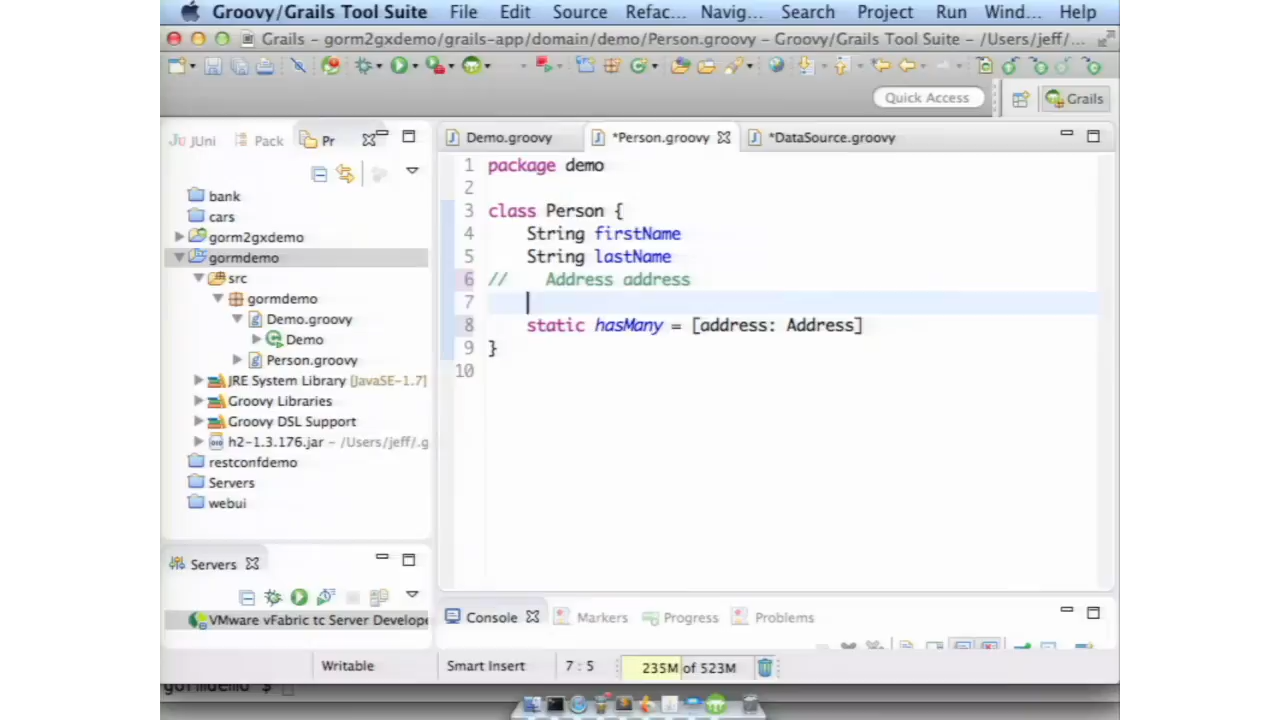 Groovy/Grails Tool Suite File Edit Source Refac... Navig... Search Project Run Wind... Help
Grails – gorm2gxdemo/grails-app/domain/demo/Person.groovy – Groovy/Grails Tool Suite – /Users/jeff/...
Quick Access
Grails
JUni
Pack
Pr
Demo.groovy
*Person.groovy
*DataSource.groovy
bank
cars
gorm2gxdemo
gormdemo
src
gormdemo
Demo.groovy
Demo
Person.groovy
JRE System Library [JavaSE-1.7]
Groovy Libraries
Groovy DSL Support
h2-1.3.176.jar – /Users/jeff/.g
restconfdemo
Servers
webui
1 package demo
2
3 class Person {
4 String firstName
5 String lastName
6 // Address address
7
8 static hasMany = [address: Address]
9 }
10
Servers
VMware vFabric tc Server Develope
Console
Markers
Progress
Problems
Writable
Smart Insert
7 : 5
235M of 523M
gormdemo $